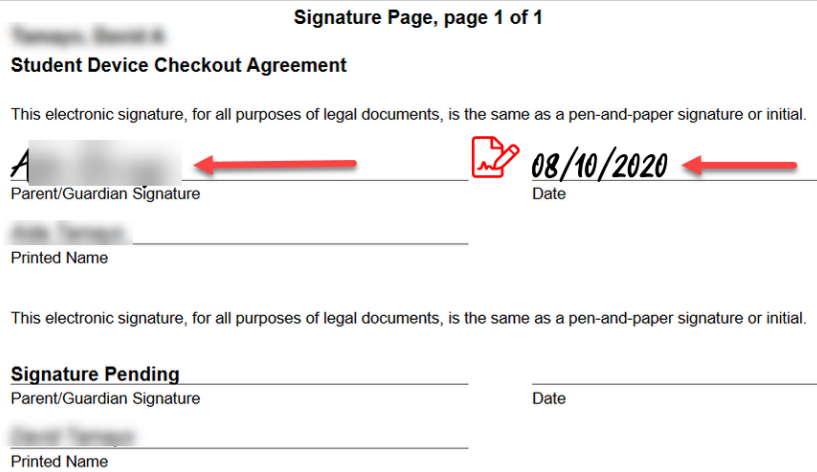 Signature Page, page 1 of 1
Student Device Checkout Agreement
This electronic signature, for all purposes of legal documents, is the same as a pen-and-paper signature or initial.
A 08/10/2020
Parent/Guardian Signature Date
Printed Name
This electronic signature, for all purposes of legal documents, is the same as a pen-and-paper signature or initial.
Signature Pending
Parent/Guardian Signature Date
Printed Name